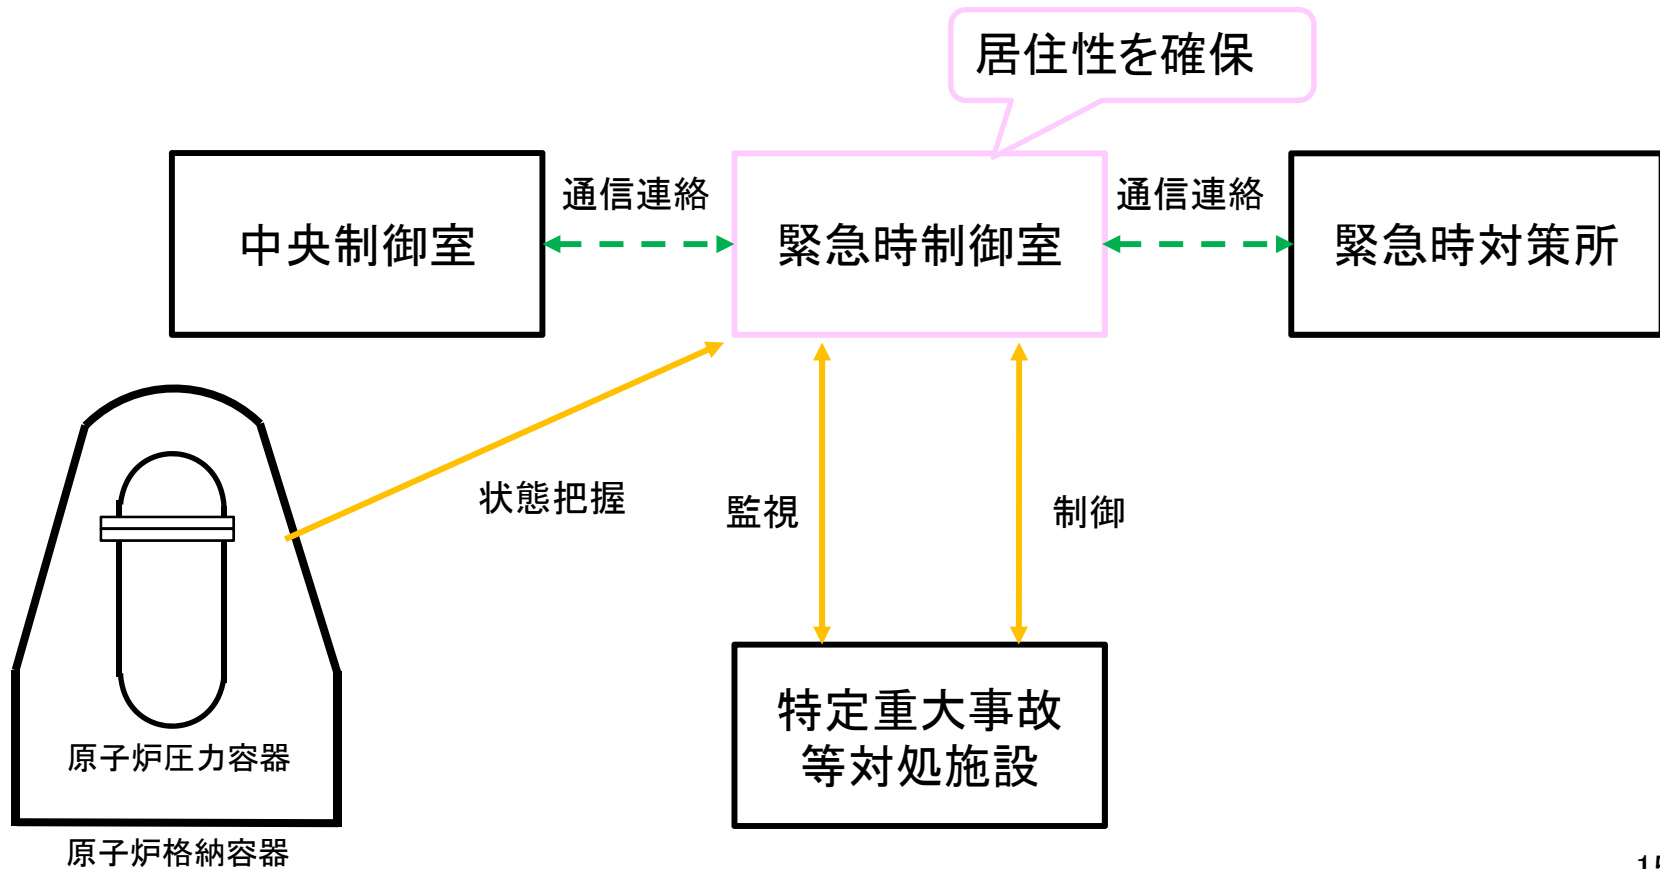 居住性を確保
中央制御室
通信連絡
緊急時制御室
通信連絡
緊急時対策所
状態把握
監視
制御
特定重大事故
等対処施設
原子炉圧力容器
原子炉格納容器